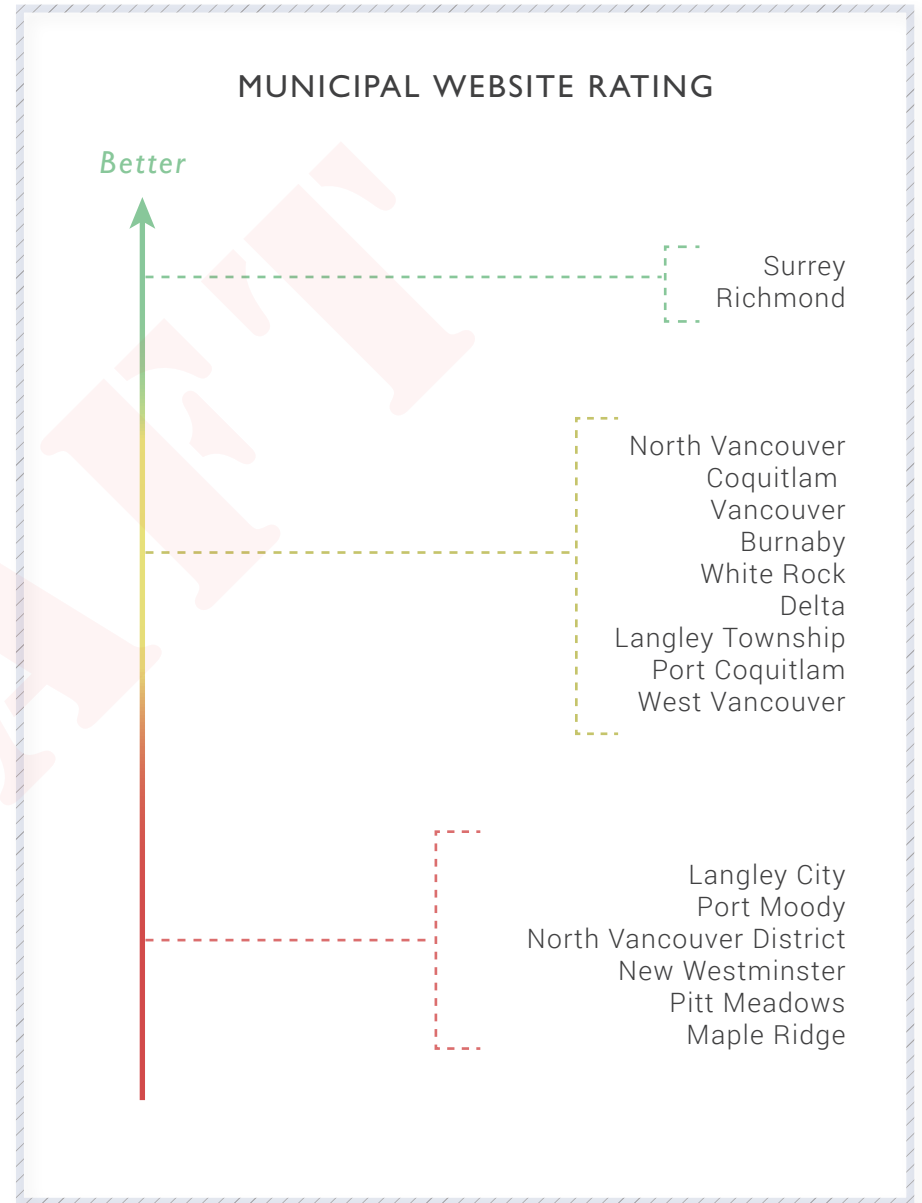 MUNICIPAL WEBSITE RATING
Better
Surrey
Richmond
North Vancouver
Coquitlam
Vancouver
Burnaby
White Rock
Delta
Langley Township
Port Coquitlam
West Vancouver
Langley City
Port Moody
North Vancouver District
New Westminster
Pitt Meadows
Maple Ridge
AFT